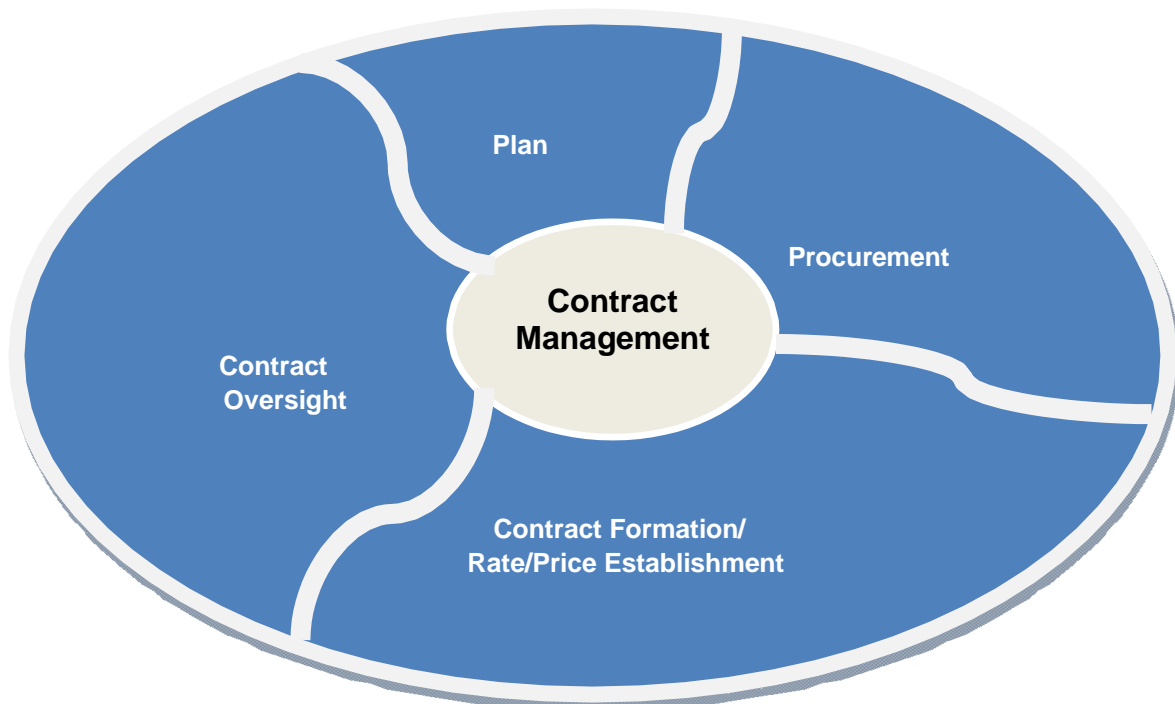 Plan
Procurement
Contract
Management
Contract
Oversight
Contract Formation/
Rate/Price Establishment